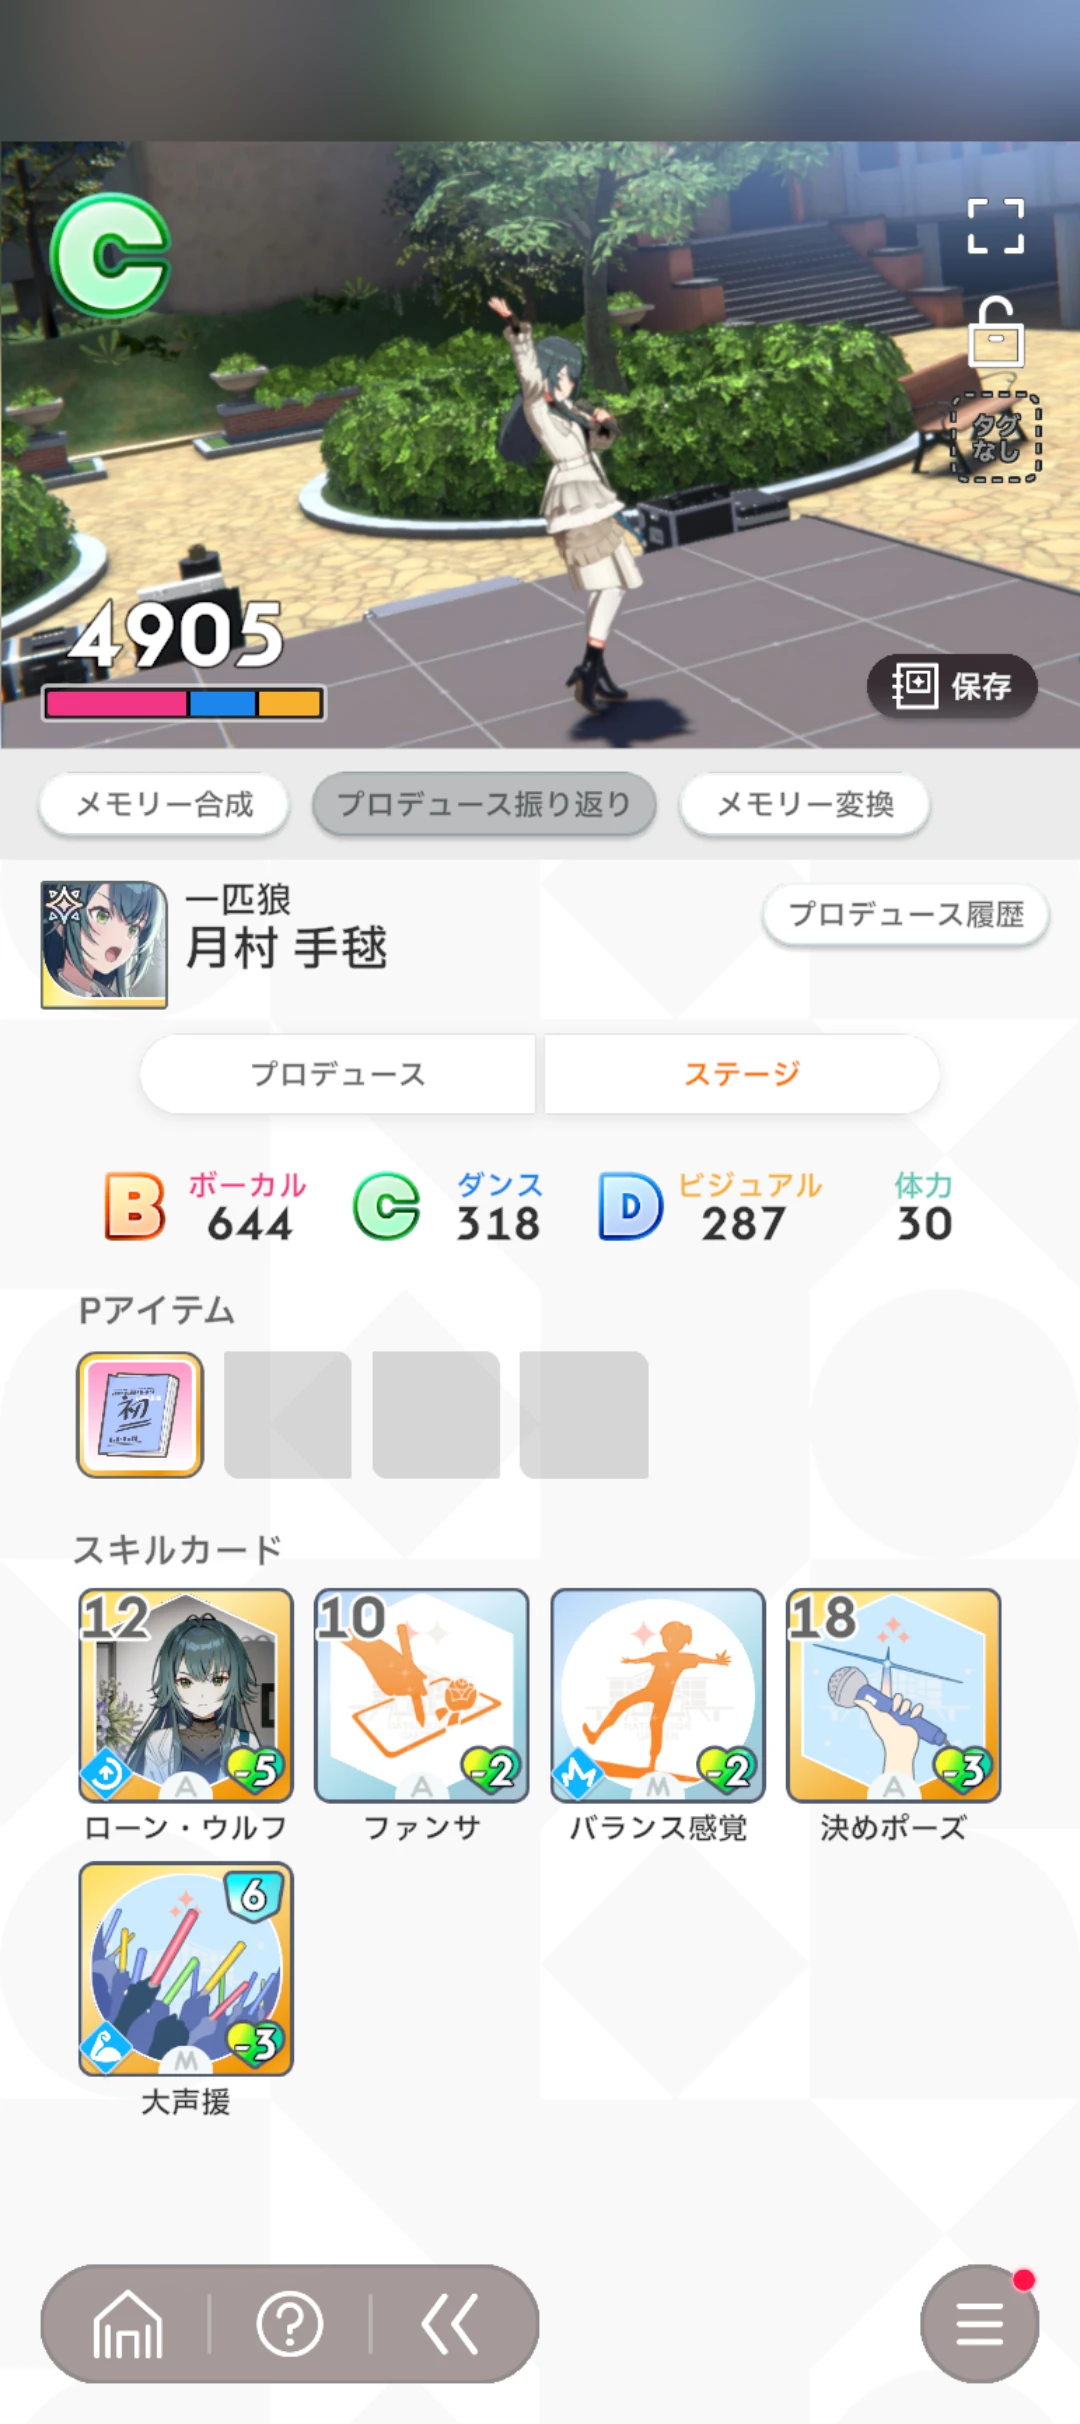 C
タグ
なし
4905
保存
メモリー合成
プロデュース振り返り
メモリー変換
一匹狼
月村 手毬
プロデュース履歴
プロデュース
ステージ
B ボーカル 644
C ダンス 318
D ビジュアル 287
体力 30
Pアイテム
初
スキルカード
12 A -5
ローン・ウルフ
10 A -2
ファンサ
M -2
バランス感覚
18 A -3
決めポーズ
6 M -3
大声援